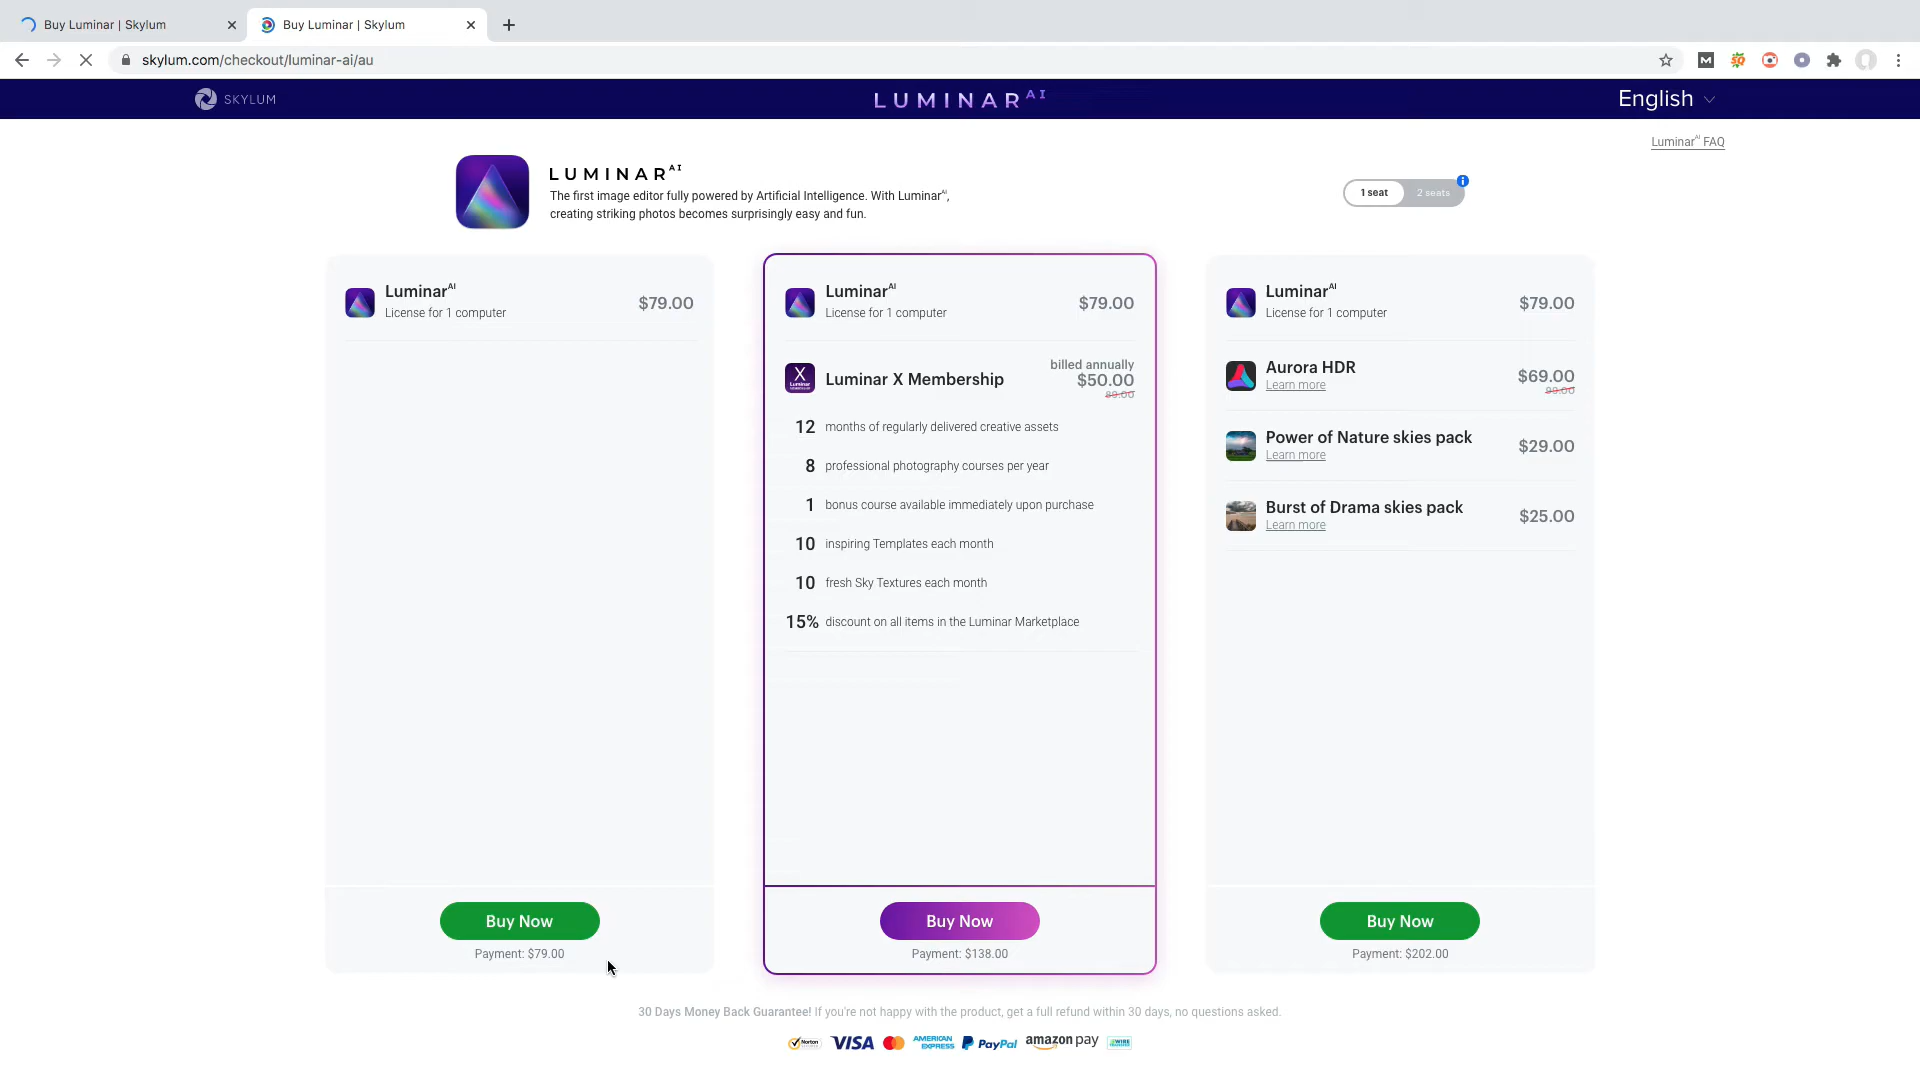 Buy Luminar | Skylum
Buy Luminar | Skylum
skylum.com/checkout/luminar-ai/au
SKYLUM
LUMINAR AI
English
Luminar AI FAQ
LUMINAR AI
The first image editor fully powered by Artificial Intelligence. With Luminar AI,
creating striking photos becomes surprisingly easy and fun.
1 seat
2 seats
Luminar AI
License for 1 computer
$79.00
Buy Now
Payment: $79.00
Luminar AI
License for 1 computer
$79.00
X
Luminar
Luminar X Membership
billed annually
$50.00
89.00
12 months of regularly delivered creative assets
8 professional photography courses per year
1 bonus course available immediately upon purchase
10 inspiring Templates each month
10 fresh Sky Textures each month
15% discount on all items in the Luminar Marketplace
Buy Now
Payment: $138.00
Luminar AI
License for 1 computer
$79.00
Aurora HDR
Learn more
$69.00
Power of Nature skies pack
Learn more
$29.00
Burst of Drama skies pack
Learn more
$25.00
Buy Now
Payment: $202.00
30 Days Money Back Guarantee! If you're not happy with the product, get a full refund within 30 days, no questions asked.
Norton VISA AMERICAN EXPRESS PayPal amazon pay WIRE